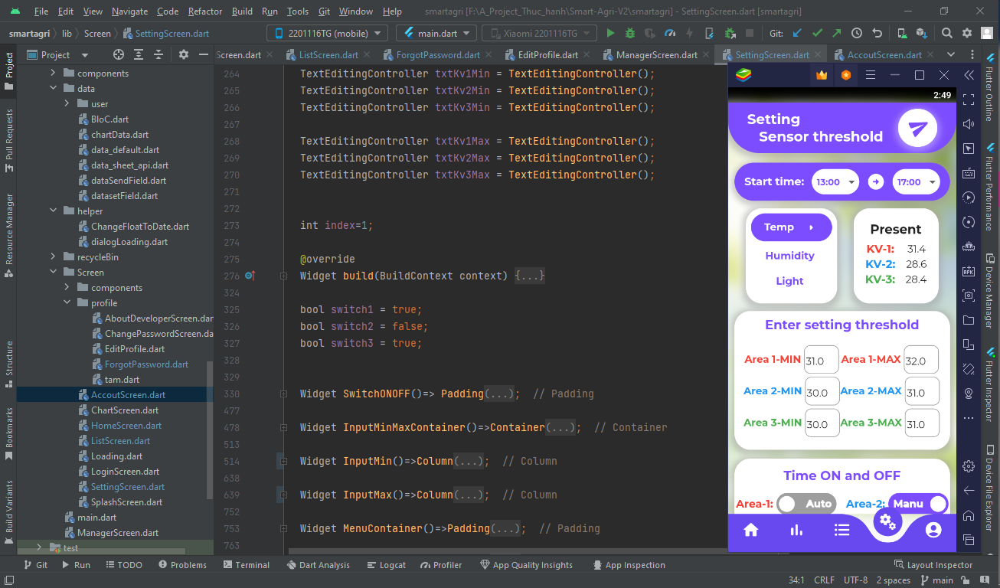 File Edit View Navigate Code Refactor Build Run Tools Git Window Help smartagri [F:\A_Project_Thuc_hanh\Smart-Agri-V2\smartagri] - SettingScreen.dart [smartagri]
smartagri lib Screen SettingScreen.dart 2201116TG (mobile) main.dart Xiaomi 2201116TG Git:
Project Screen.dart ListScreen.dart ForgotPassword.dart EditProfile.dart ManagerScreen.dart SettingScreen.dart AccoutScreen.dart
Project
Pull Requests
Resource Manager
Structure
Bookmarks
Build Variants
components
data
user
BloC.dart
chartData.dart
data_default.dart
data_sheet_api.dart
dataSendField.dart
datasetField.dart
helper
ChangeFloatToDate.dart
dialogLoading.dart
recycleBin
Screen
components
profile
AboutDeveloperScreen.dar
ChangePasswordScreen.da
EditProfile.dart
ForgotPassword.dart
tam.dart
AccoutScreen.dart
ChartScreen.dart
HomeScreen.dart
ListScreen.dart
Loading.dart
LoginScreen.dart
SettingScreen.dart
SplashScreen.dart
main.dart
ManagerScreen.dart
test
264 TextEditingController txtKv1Min = TextEditingController();
265 TextEditingController txtKv2Min = TextEditingController();
266 TextEditingController txtKv3Min = TextEditingController();
267
268 TextEditingController txtKv1Max = TextEditingController();
269 TextEditingController txtKv2Max = TextEditingController();
270 TextEditingController txtKv3Max = TextEditingController();
271
272
273 int index=1;
274
275 @override
276 Widget build(BuildContext context) {...}
324
325 bool switch1 = true;
326 bool switch2 = false;
327 bool switch3 = true;
328
329
330 Widget SwitchONOFF()=> Padding(...); // Padding
477
478 Widget InputMinMaxContainer()=>Container(...); // Container
513
514 Widget InputMin()=>Column(...); // Column
638
639 Widget InputMax()=>Column(...); // Column
752
753 Widget MenuContainer()=>Padding(...); // Padding
763
2:49
Setting
Sensor threshold
Start time: 13:00 17:00
Temp
Humidity
Light
Present
KV-1: 31.4
KV-2: 28.6
KV-3: 28.4
Enter setting threshold
Area 1-MIN 31.0 Area 1-MAX 32.0
Area 2-MIN 30.0 Area 2-MAX 31.0
Area 3-MIN 30.0 Area 3-MAX 31.0
Time ON and OFF
Area-1: Auto Area-2: Manu
APK
Flutter Outline
Flutter Performance
Device Manager
Flutter Inspector
Device File Explorer
Git Run TODO Problems Terminal Dart Analysis Logcat Profiler App Quality Insights App Inspection Layout Inspector
34:1 CRLF UTF-8 2 spaces main